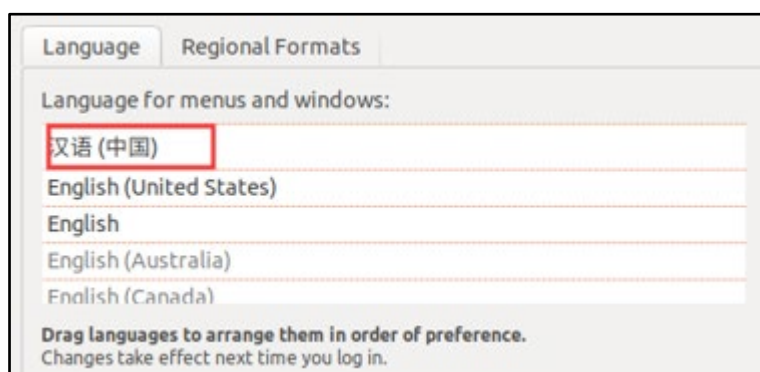 Language Regional Formats
Language for menus and windows:
汉语 (中国)
English (United States)
English
English (Australia)
English (Canada)
Drag languages to arrange them in order of preference.
Changes take effect next time you log in.